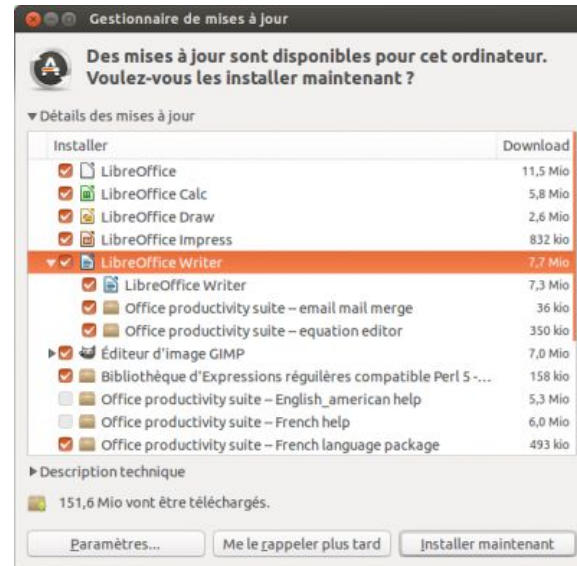 Gestionnaire de mises à jour
Des mises à jour sont disponibles pour cet ordinateur.
Voulez-vous les installer maintenant ?
Détails des mises à jour
Installer Download
LibreOffice 11,5 Mio
LibreOffice Calc 5,8 Mio
LibreOffice Draw 2,6 Mio
LibreOffice Impress 832 kio
LibreOffice Writer 7,7 Mio
LibreOffice Writer 7,3 Mio
Office productivity suite – email mail merge 36 kio
Office productivity suite – equation editor 350 kio
Éditeur d'image GIMP 7,0 Mio
Bibliothèque d'Expressions réguilères compatible Perl 5 -... 158 kio
Office productivity suite – English_american help 5,3 Mio
Office productivity suite – French help 6,0 Mio
Office productivity suite – French language package 493 kio
Description technique
151,6 Mio vont être téléchargés.
Paramètres... Me le rappeler plus tard Installer maintenant